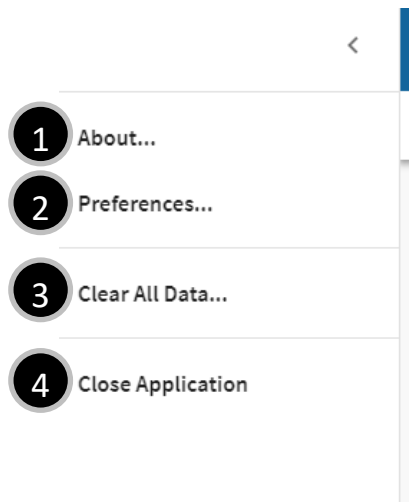 1 About...
2 Preferences...
3 Clear All Data...
4 Close Application